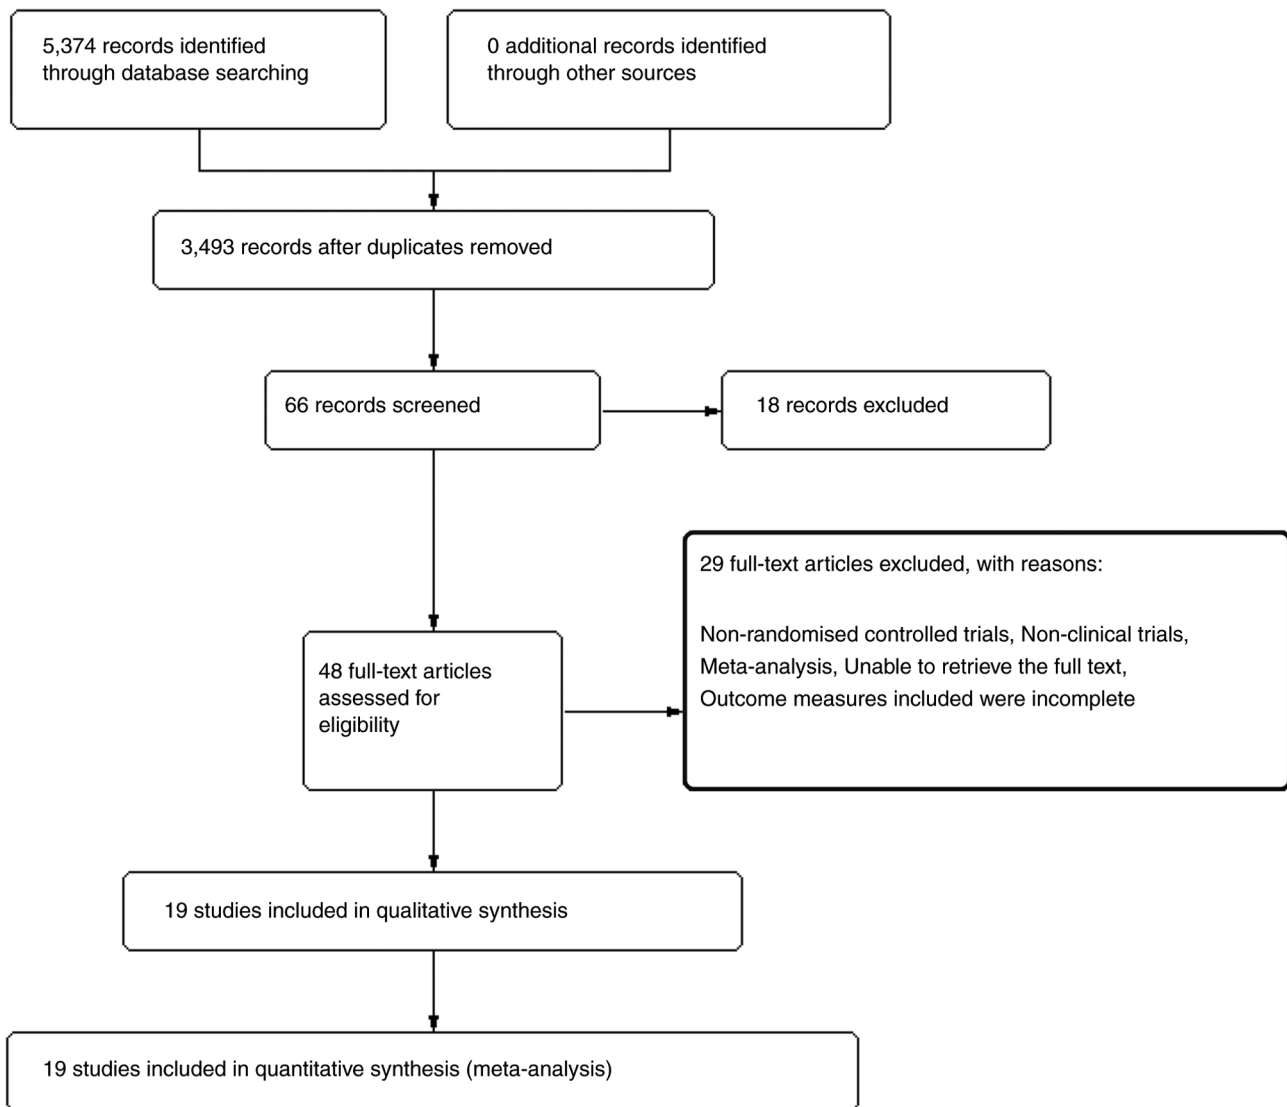 5,374 records identified
through database searching
0 additional records identified
through other sources
3,493 records after duplicates removed
66 records screened
18 records excluded
29 full-text articles excluded, with reasons:
Non-randomised controlled trials, Non-clinical trials,
Meta-analysis, Unable to retrieve the full text,
Outcome measures included were incomplete
48 full-text articles
assessed for
eligibility
19 studies included in qualitative synthesis
19 studies included in quantitative synthesis (meta-analysis)